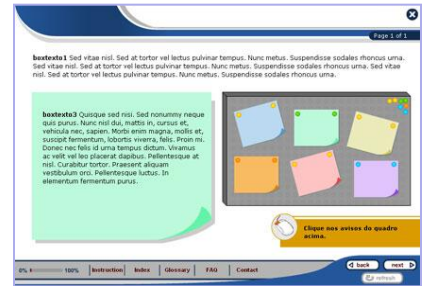 Page 1 of 1
boxtexto1 Sed vitae nisl. Sed at tortor vel lectus pulvinar tempus. Nunc metus. Suspendisse sodales rhoncus urna.
Sed vitae nisl. Sed at tortor vel lectus pulvinar tempus. Nunc metus. Suspendisse sodales rhoncus urna. Sed vitae
nisl. Sed at tortor vel lectus pulvinar tempus. Nunc metus. Suspendisse sodales rhoncus urna.
boxtexto3 Quisque sed nisi. Sed nonummy neque
quis purus. Nunc nisl dui, mattis in, cursus et,
vehicula nec, sapien. Morbi enim magna, mollis et,
suscipit fermentum, lobortis viverra, felis. Proin mi.
Donec nec felis id urna tempus dictum. Vivamus
ac velit vel leo placerat dapibus. Pellentesque at
nisl. Curabitur tortor. Praesent aliquam
vestibulum orci. Pellentesque luctus. In
elementum fermentum purus.
Clique nos avisos do quadro
acima.
0% 100% Instruction Index Glossary FAQ Contact
back next
refresh